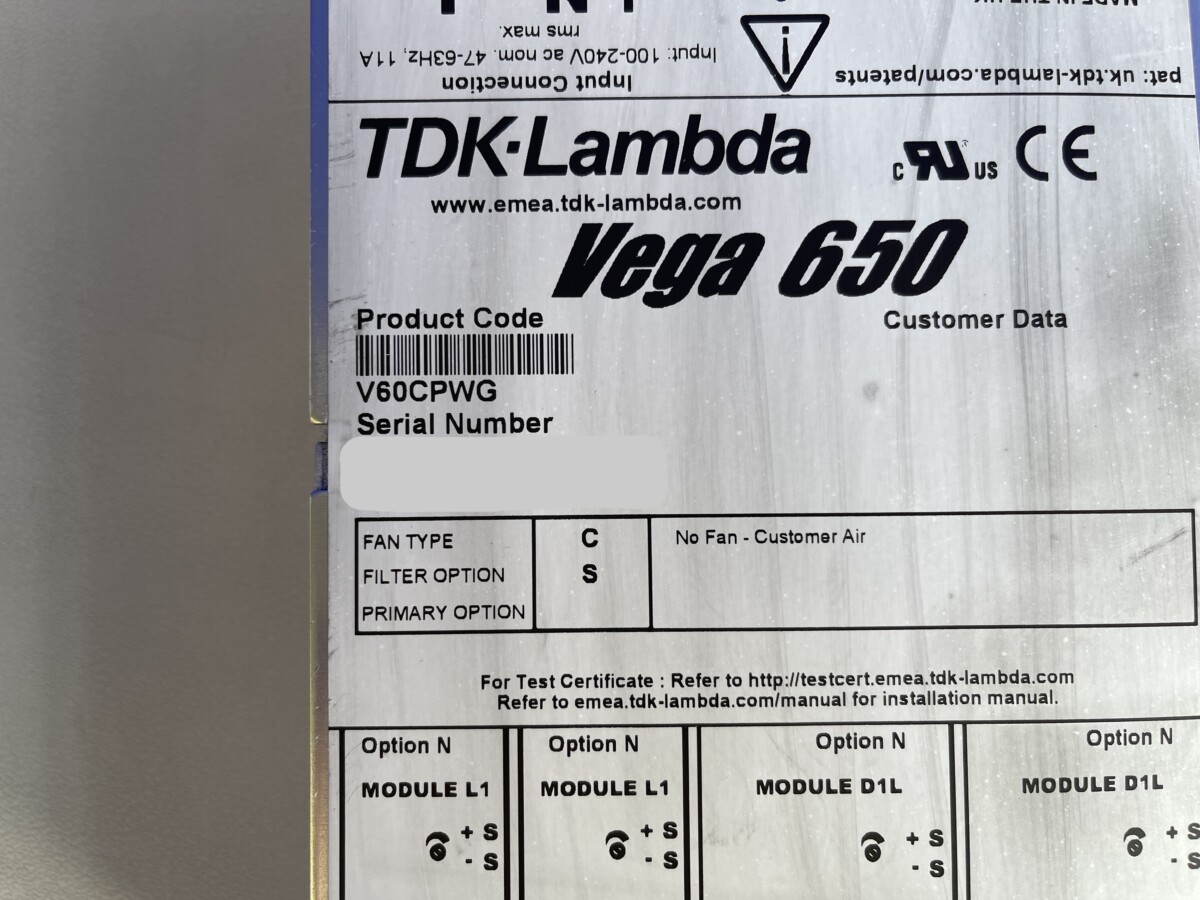 rms max.
Input: 100-240V ac nom. 47-63Hz, 11A
Input Connection
pat: uk.tdk-lambda.com/patents
TDK-Lambda
C RU US CE
www.emea.tdk-lambda.com
Vega 650
Product Code
Customer Data
V60CPWG
Serial Number
FAN TYPE C No Fan - Customer Air
FILTER OPTION S
PRIMARY OPTION
For Test Certificate : Refer to http://testcert.emea.tdk-lambda.com
Refer to emea.tdk-lambda.com/manual for installation manual.
Option N Option N Option N Option N
MODULE L1 MODULE L1 MODULE D1L MODULE D1L
+ S + S + S + S
- S - S - S - S